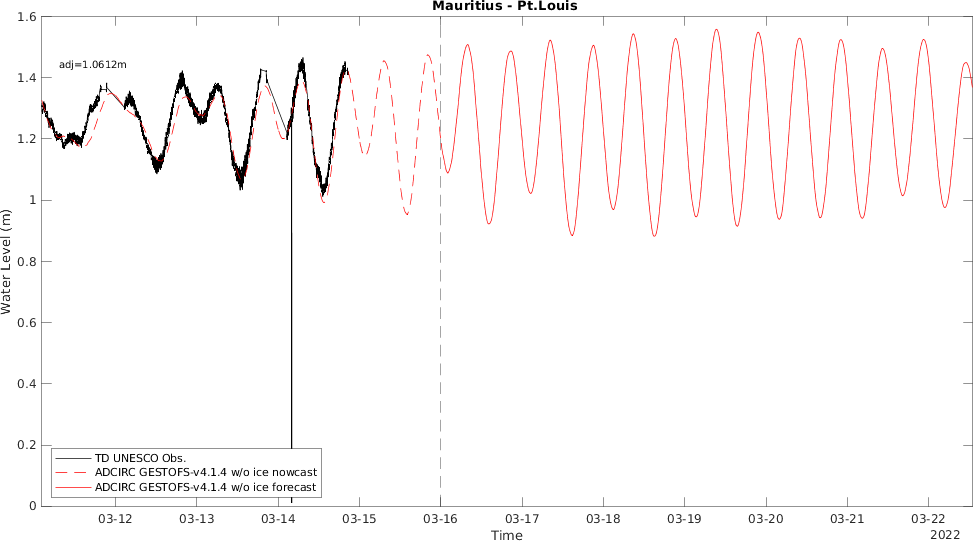 Mauritius - Pt.Louis
adj=1.0612m
1.6
1.4
1.2
1
0.8
0.6
0.4
0.2
0
Water Level (m)
TD UNESCO Obs.
ADCIRC GESTOFS-v4.1.4 w/o ice nowcast
ADCIRC GESTOFS-v4.1.4 w/o ice forecast
03-12 03-13 03-14 03-15 03-16 03-17 03-18 03-19 03-20 03-21 03-22
Time
2022